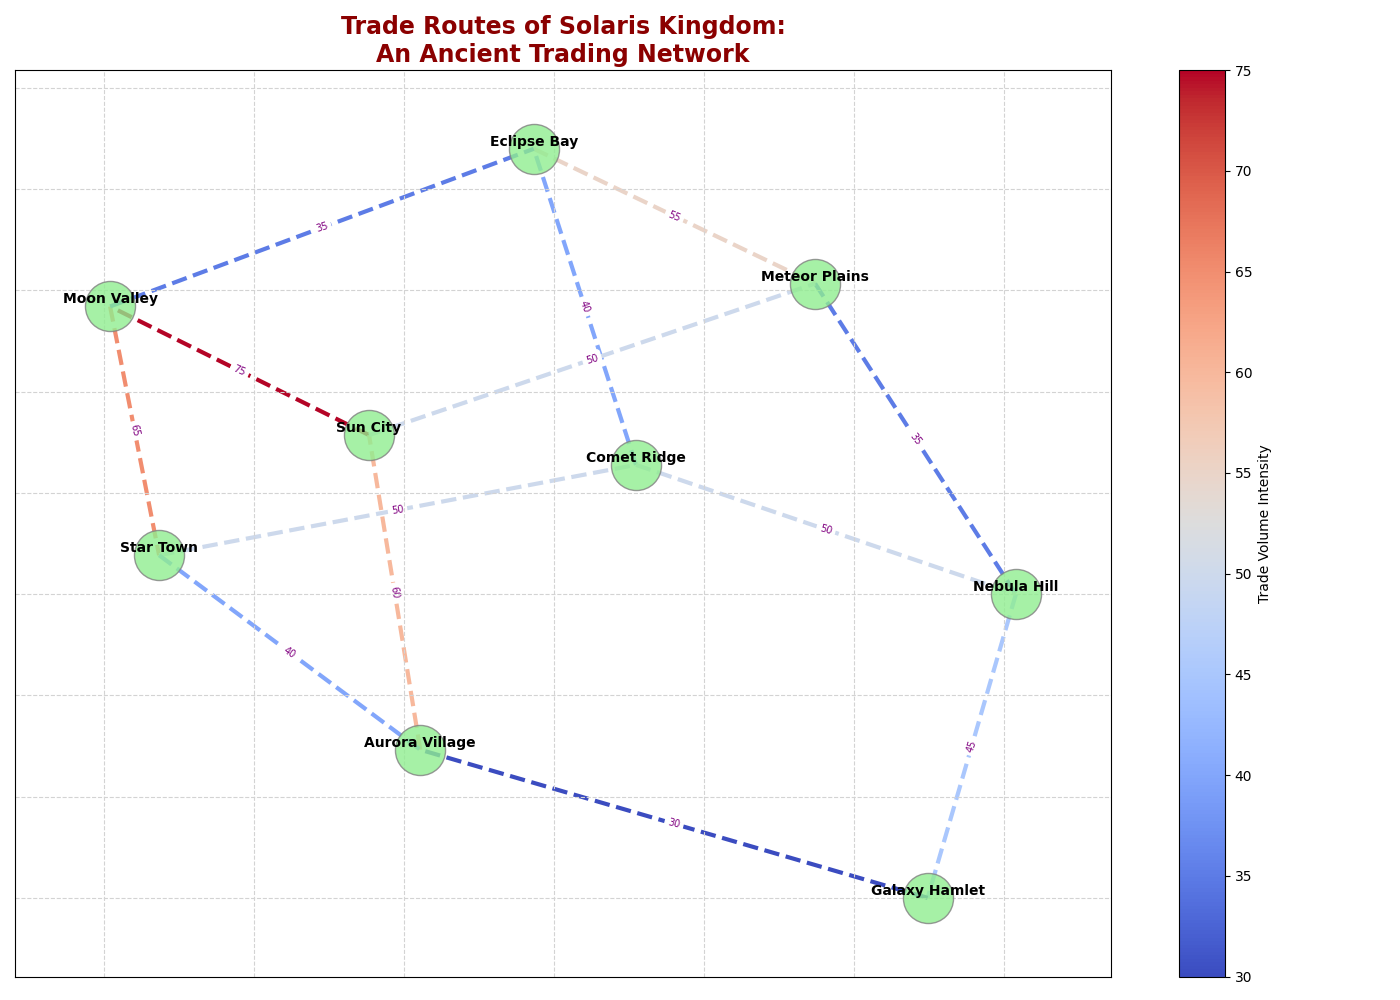 Trade Routes of Solaris Kingdom:
An Ancient Trading Network
Eclipse Bay
55
35
Meteor Plains
Moon Valley
40
50
75
Sun City
65
35
Comet Ridge
50
50
Star Town
60
Nebula Hill
40
Aurora Village
45
30
Galaxy Hamlet
75
70
65
60
55
50
45
40
35
30
Trade Volume Intensity